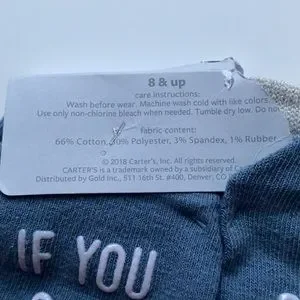 8 & up
care instructions:
Wash before wear. Machine wash cold with like colors.
Use only non-chlorine bleach when needed. Tumble dry low. Do not
fabric content:
66% Cotton, 30% Polyester, 3% Spandex, 1% Rubber
© 2018 Carter's, Inc. All rights reserved.
CARTER'S is a trademark owned by a subsidiary of
Distributed by Gold Inc., 511 16th St. #400, Denver, CO
IF YOU